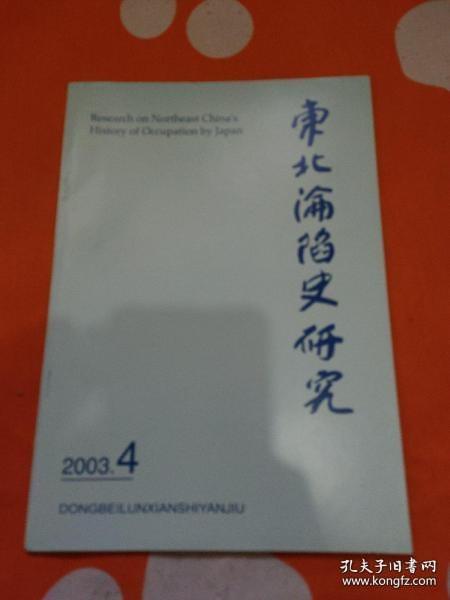 Research on Northeast China's
History of Occupation by Japan
東北淪陷史研究
2003.4
DONGBEILUNXIANSHIYANJIU
孔夫子旧书网
www.kongfz.com